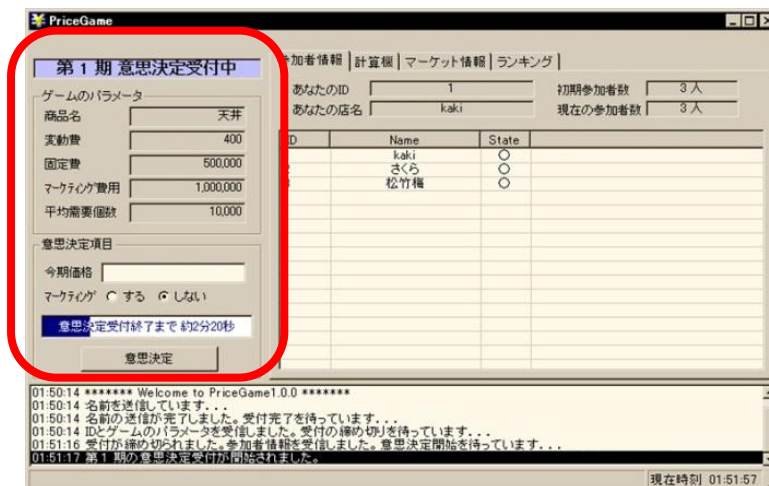 PriceGame
第 1 期 意思決定受付中
ゲームのパラメータ
商品名 天丼
変動費 400
固定費 500,000
マーケティング費用 1,000,000
平均需要個数 10,000
意思決定項目
今期価格
マーケティング する しない
意思決定受付終了まで 約2分20秒
意思決定
参加者情報 計算機 マーケット情報 ランキング
あなたのID 1 初期参加者数 3人
あなたの店名 kaki 現在の参加者数 3人
ID Name State
kaki ○
2 さくら ○
3 松竹梅 ○
01:50:14 ******* Welcome to PriceGame1.0.0 *******
01:50:14 名前を送信しています...
01:50:14 名前の送信が完了しました。受付完了を待っています...
01:50:14 IDとゲームのパラメータを受信しました。受付の締め切りを待っています...
01:51:16 受付が締め切られました。参加者情報を受信しました。意思決定開始を待っています...
01:51:17 第 1 期の意思決定受付が開始されました。
現在時刻 01:51:57